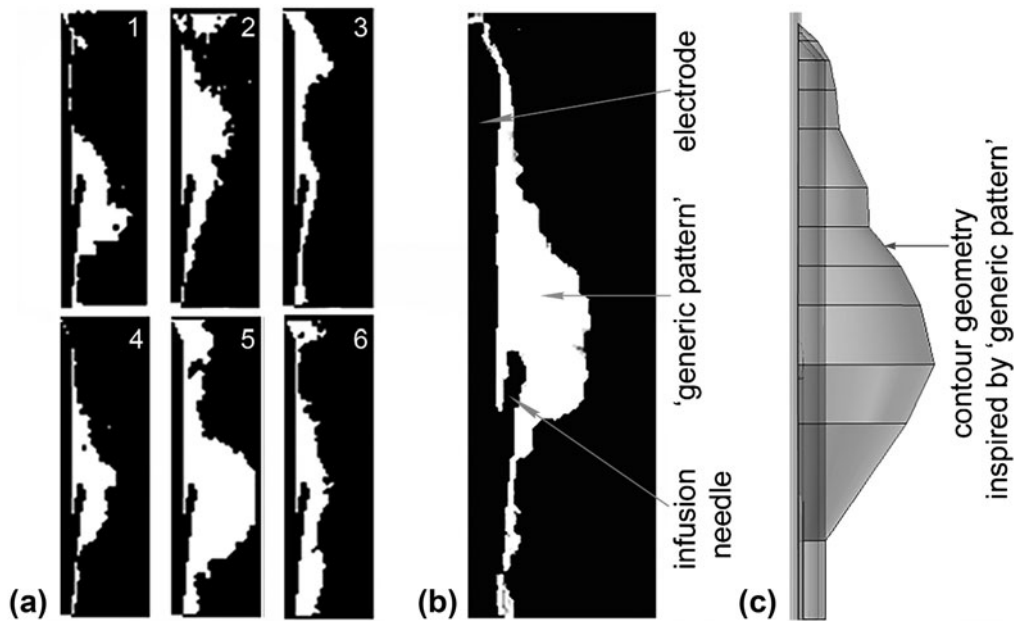 1
2
3
4
5
6
(a)
electrode
'generic pattern'
infusion
needle
(b)
contour geometry
inspired by 'generic pattern'
(c)